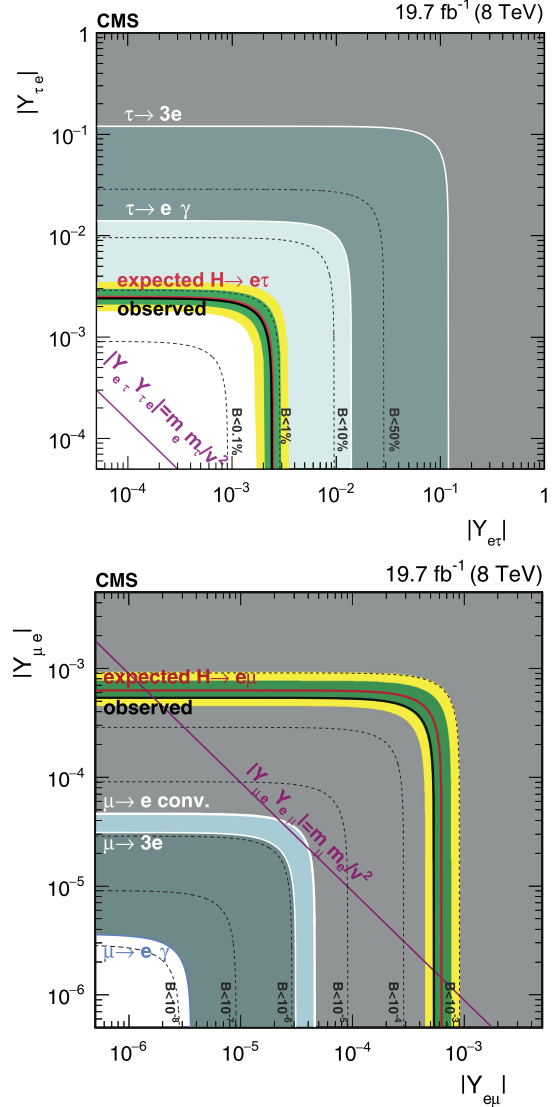 CMS 19.7 fb⁻¹ (8 TeV)
|Y_τe|
1
10⁻¹
10⁻²
10⁻³
10⁻⁴
τ→ 3e
τ→ e γ
expected H→ eτ
observed
|Y_eτ Y_τe|=m_e m_τ/v²
B<0.1%
B<1%
B<10%
B<50%
10⁻⁴ 10⁻³ 10⁻² 10⁻¹ 1
|Y_eτ|
CMS 19.7 fb⁻¹ (8 TeV)
|Y_μe|
10⁻³
10⁻⁴
10⁻⁵
10⁻⁶
expected H→ eμ
observed
|Y_μe Y_eμ|=m_μ m_e/v²
μ→ e conv.
μ→ 3e
μ→ e γ
B<10⁻⁸
B<10⁻⁷
B<10⁻⁶
B<10⁻⁵
B<10⁻⁴
B<10⁻³
10⁻⁶ 10⁻⁵ 10⁻⁴ 10⁻³
|Y_eμ|